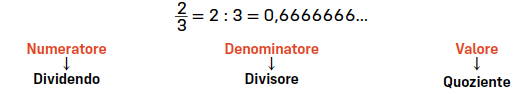 2/3 = 2 : 3 = 0,6666666...
Numeratore Denominatore Valore
↓ ↓ ↓
Dividendo Divisore Quoziente